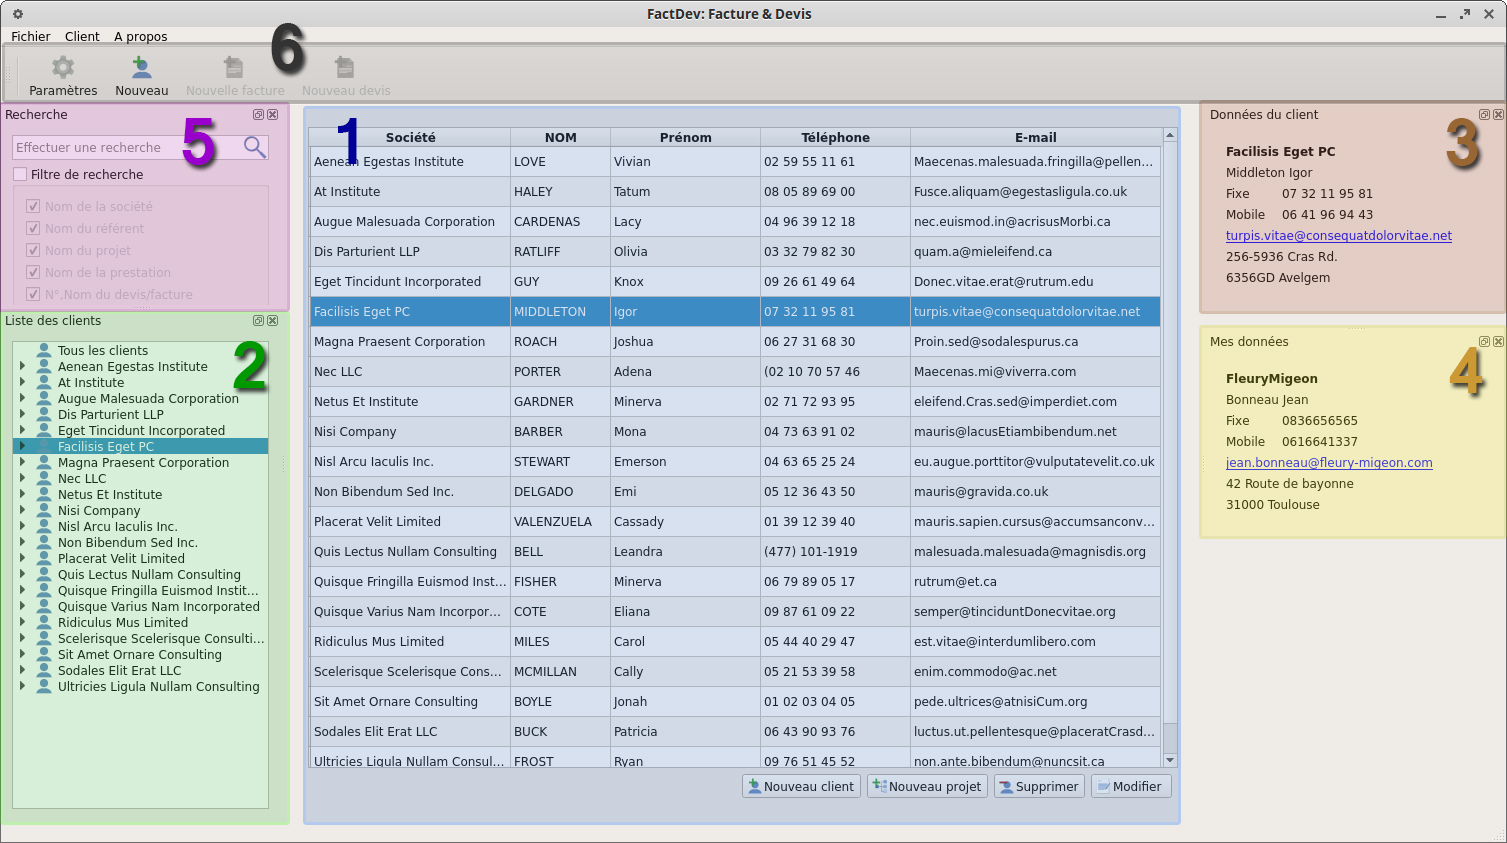 FactDev: Facture & Devis
Fichier Client A propos
6
Paramètres Nouveau Nouvelle facture Nouveau devis
Recherche
5
Effectuer une recherche
Filtre de recherche
Nom de la société
Nom du référent
Nom du projet
Nom de la prestation
N°,Nom du devis/facture
Liste des clients
2
Tous les clients
Aenean Egestas Institute
At Institute
Augue Malesuada Corporation
Dis Parturient LLP
Eget Tincidunt Incorporated
Facilisis Eget PC
Magna Praesent Corporation
Nec LLC
Netus Et Institute
Nisi Company
Nisl Arcu Iaculis Inc.
Non Bibendum Sed Inc.
Placerat Velit Limited
Quis Lectus Nullam Consulting
Quisque Fringilla Euismod Instit...
Quisque Varius Nam Incorporated
Ridiculus Mus Limited
Scelerisque Scelerisque Consulti...
Sit Amet Ornare Consulting
Sodales Elit Erat LLC
Ultricies Ligula Nullam Consulting
1
Société NOM Prénom Téléphone E-mail
Aenean Egestas Institute LOVE Vivian 02 59 55 11 61 Maecenas.malesuada.fringilla@pellen...
At Institute HALEY Tatum 08 05 89 69 00 Fusce.aliquam@egestasligula.co.uk
Augue Malesuada Corporation CARDENAS Lacy 04 96 39 12 18 nec.euismod.in@acrisusMorbi.ca
Dis Parturient LLP RATLIFF Olivia 03 32 79 82 30 quam.a@mieleifend.ca
Eget Tincidunt Incorporated GUY Knox 09 26 61 49 64 Donec.vitae.erat@rutrum.edu
Facilisis Eget PC MIDDLETON Igor 07 32 11 95 81 turpis.vitae@consequatdolorvitae.net
Magna Praesent Corporation ROACH Joshua 06 27 31 68 30 Proin.sed@sodalespurus.ca
Nec LLC PORTER Adena (02 10 70 57 46 Maecenas.mi@viverra.com
Netus Et Institute GARDNER Minerva 02 71 72 93 95 eleifend.Cras.sed@imperdiet.com
Nisi Company BARBER Mona 04 73 63 91 02 mauris@lacusEtiambibendum.net
Nisl Arcu Iaculis Inc. STEWART Emerson 04 63 65 25 24 eu.augue.porttitor@vulputatevelit.co.uk
Non Bibendum Sed Inc. DELGADO Emi 05 12 36 43 50 mauris@gravida.co.uk
Placerat Velit Limited VALENZUELA Cassady 01 39 12 39 40 mauris.sapien.cursus@accumsanconv...
Quis Lectus Nullam Consulting BELL Leandra (477) 101-1919 malesuada.malesuada@magnisdis.org
Quisque Fringilla Euismod Inst... FISHER Minerva 06 79 89 05 17 rutrum@et.ca
Quisque Varius Nam Incorpor... COTE Eliana 09 87 61 09 22 semper@tinciduntDonecvitae.org
Ridiculus Mus Limited MILES Carol 05 44 40 29 47 est.vitae@interdumlibero.com
Scelerisque Scelerisque Cons... MCMILLAN Cally 05 21 53 39 58 enim.commodo@ac.net
Sit Amet Ornare Consulting BOYLE Jonah 01 02 03 04 05 pede.ultrices@atnisiCum.org
Sodales Elit Erat LLC BUCK Patricia 06 43 90 93 76 luctus.ut.pellentesque@placeratCrasd...
Ultricies Ligula Nullam Consul... FROST Ryan 09 76 51 45 52 non.ante.bibendum@nuncsit.ca
Nouveau client Nouveau projet Supprimer Modifier
Données du client
3
Facilisis Eget PC
Middleton Igor
Fixe 07 32 11 95 81
Mobile 06 41 96 94 43
turpis.vitae@consequatdolorvitae.net
256-5936 Cras Rd.
6356GD Avelgem
Mes données
4
FleuryMigeon
Bonneau Jean
Fixe 0836656565
Mobile 0616641337
jean.bonneau@fleury-migeon.com
42 Route de bayonne
31000 Toulouse